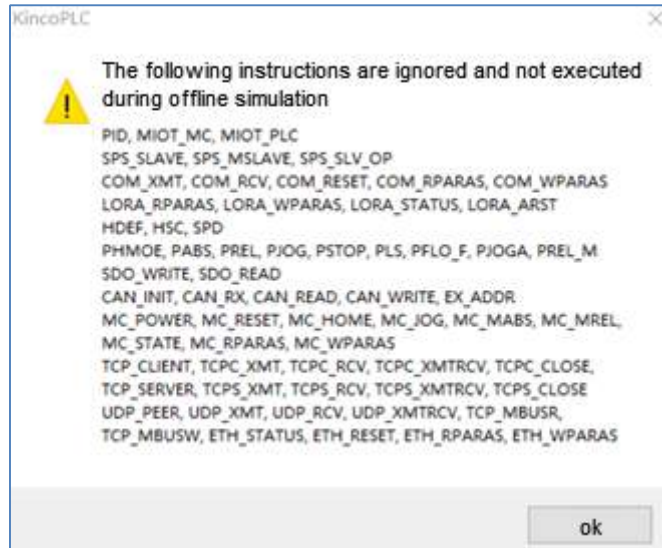 KincoPLC
The following instructions are ignored and not executed
during offline simulation
PID, MIOT_MC, MIOT_PLC
SPS_SLAVE, SPS_MSLAVE, SPS_SLV_OP
COM_XMT, COM_RCV, COM_RESET, COM_RPARAS, COM_WPARAS
LORA_RPARAS, LORA_WPARAS, LORA_STATUS, LORA_ARST
HDEF, HSC, SPD
PHMOE, PABS, PREL, PJOG, PSTOP, PLS, PFLO_F, PJOGA, PREL_M
SDO_WRITE, SDO_READ
CAN_INIT, CAN_RX, CAN_READ, CAN_WRITE, EX_ADDR
MC_POWER, MC_RESET, MC_HOME, MC_JOG, MC_MABS, MC_MREL,
MC_STATE, MC_RPARAS, MC_WPARAS
TCP_CLIENT, TCPC_XMT, TCPC_RCV, TCPC_XMTRCV, TCPC_CLOSE,
TCP_SERVER, TCPS_XMT, TCPS_RCV, TCPS_XMTRCV, TCPS_CLOSE
UDP_PEER, UDP_XMT, UDP_RCV, UDP_XMTRCV, TCP_MBUSR,
TCP_MBUSW, ETH_STATUS, ETH_RESET, ETH_RPARAS, ETH_WPARAS
ok